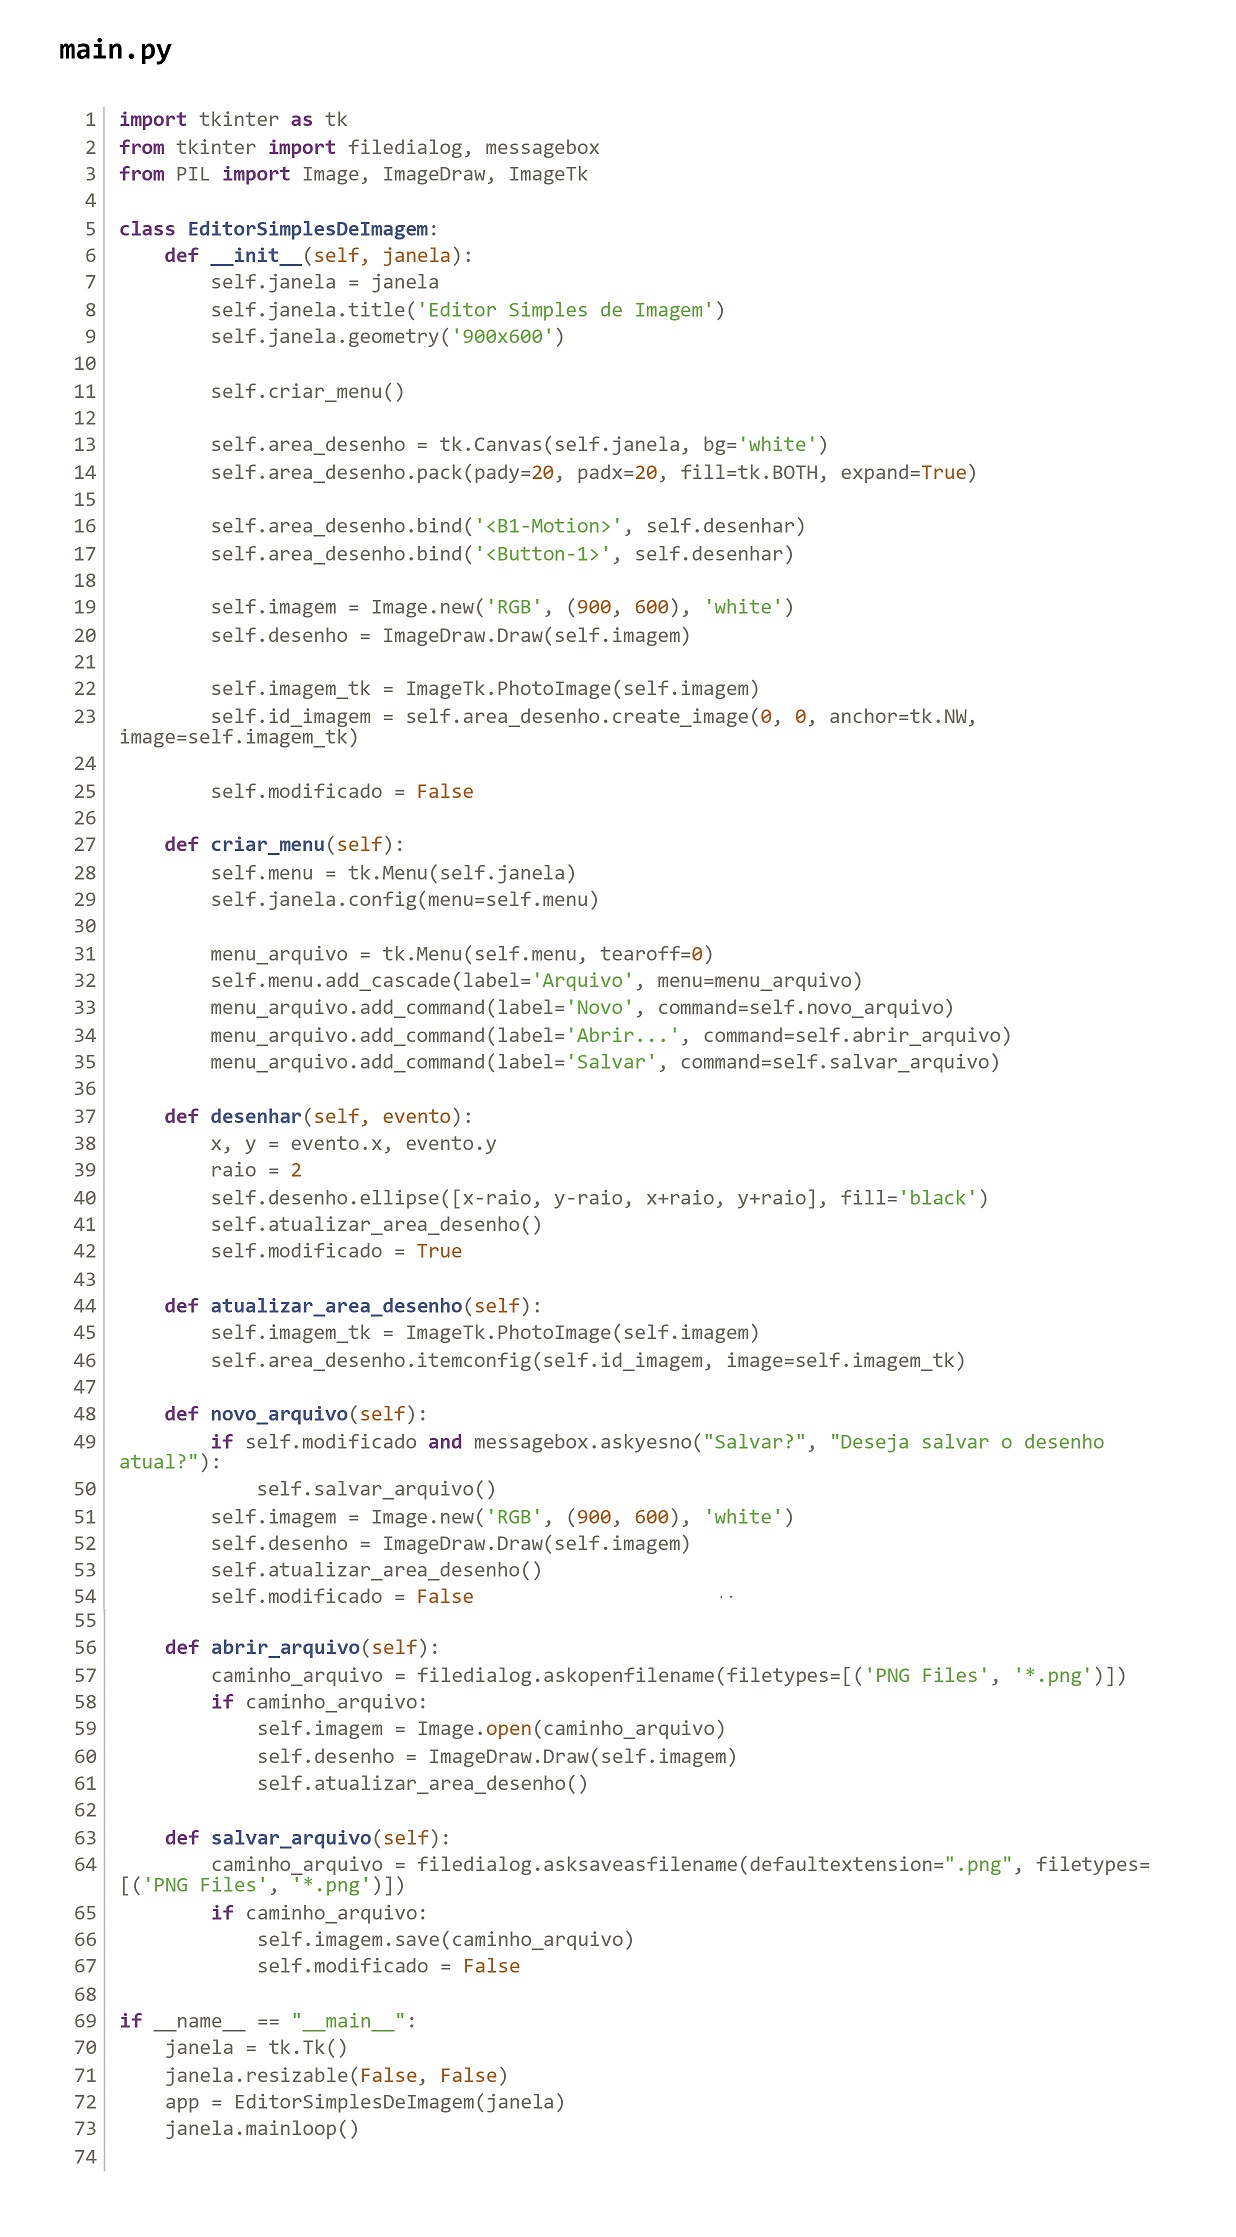 main.py
1 import tkinter as tk
2 from tkinter import filedialog, messagebox
3 from PIL import Image, ImageDraw, ImageTk
4
5 class EditorSimplesDeImagem:
6     def __init__(self, janela):
7         self.janela = janela
8         self.janela.title('Editor Simples de Imagem')
9         self.janela.geometry('900x600')
10
11         self.criar_menu()
12
13         self.area_desenho = tk.Canvas(self.janela, bg='white')
14         self.area_desenho.pack(pady=20, padx=20, fill=tk.BOTH, expand=True)
15
16         self.area_desenho.bind('<B1-Motion>', self.desenhar)
17         self.area_desenho.bind('<Button-1>', self.desenhar)
18
19         self.imagem = Image.new('RGB', (900, 600), 'white')
20         self.desenho = ImageDraw.Draw(self.imagem)
21
22         self.imagem_tk = ImageTk.PhotoImage(self.imagem)
23         self.id_imagem = self.area_desenho.create_image(0, 0, anchor=tk.NW,
image=self.imagem_tk)
24
25         self.modificado = False
26
27     def criar_menu(self):
28         self.menu = tk.Menu(self.janela)
29         self.janela.config(menu=self.menu)
30
31         menu_arquivo = tk.Menu(self.menu, tearoff=0)
32         self.menu.add_cascade(label='Arquivo', menu=menu_arquivo)
33         menu_arquivo.add_command(label='Novo', command=self.novo_arquivo)
34         menu_arquivo.add_command(label='Abrir...', command=self.abrir_arquivo)
35         menu_arquivo.add_command(label='Salvar', command=self.salvar_arquivo)
36
37     def desenhar(self, evento):
38         x, y = evento.x, evento.y
39         raio = 2
40         self.desenho.ellipse([x-raio, y-raio, x+raio, y+raio], fill='black')
41         self.atualizar_area_desenho()
42         self.modificado = True
43
44     def atualizar_area_desenho(self):
45         self.imagem_tk = ImageTk.PhotoImage(self.imagem)
46         self.area_desenho.itemconfig(self.id_imagem, image=self.imagem_tk)
47
48     def novo_arquivo(self):
49         if self.modificado and messagebox.askyesno("Salvar?", "Deseja salvar o desenho
atual?"):
50             self.salvar_arquivo()
51         self.imagem = Image.new('RGB', (900, 600), 'white')
52         self.desenho = ImageDraw.Draw(self.imagem)
53         self.atualizar_area_desenho()
54         self.modificado = False
55
56     def abrir_arquivo(self):
57         caminho_arquivo = filedialog.askopenfilename(filetypes=[('PNG Files', '*.png')])
58         if caminho_arquivo:
59             self.imagem = Image.open(caminho_arquivo)
60             self.desenho = ImageDraw.Draw(self.imagem)
61             self.atualizar_area_desenho()
62
63     def salvar_arquivo(self):
64         caminho_arquivo = filedialog.asksaveasfilename(defaultextension=".png", filetypes=
[('PNG Files', '*.png')])
65         if caminho_arquivo:
66             self.imagem.save(caminho_arquivo)
67             self.modificado = False
68
69 if __name__ == "__main__":
70     janela = tk.Tk()
71     janela.resizable(False, False)
72     app = EditorSimplesDeImagem(janela)
73     janela.mainloop()
74